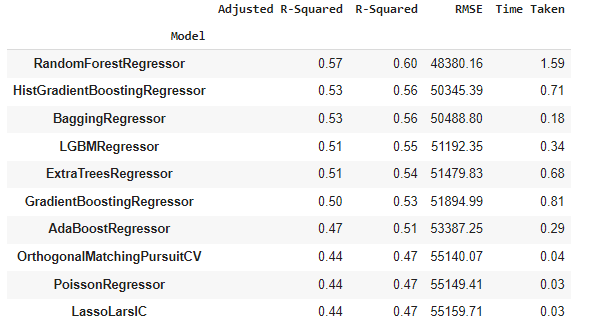 Adjusted R-Squared R-Squared RMSE Time Taken
Model
RandomForestRegressor 0.57 0.60 48380.16 1.59
HistGradientBoostingRegressor 0.53 0.56 50345.39 0.71
BaggingRegressor 0.53 0.56 50488.80 0.18
LGBMRegressor 0.51 0.55 51192.35 0.34
ExtraTreesRegressor 0.51 0.54 51479.83 0.68
GradientBoostingRegressor 0.50 0.53 51894.99 0.81
AdaBoostRegressor 0.47 0.51 53387.25 0.29
OrthogonalMatchingPursuitCV 0.44 0.47 55140.07 0.04
PoissonRegressor 0.44 0.47 55149.41 0.03
LassoLarsIC 0.44 0.47 55159.71 0.03